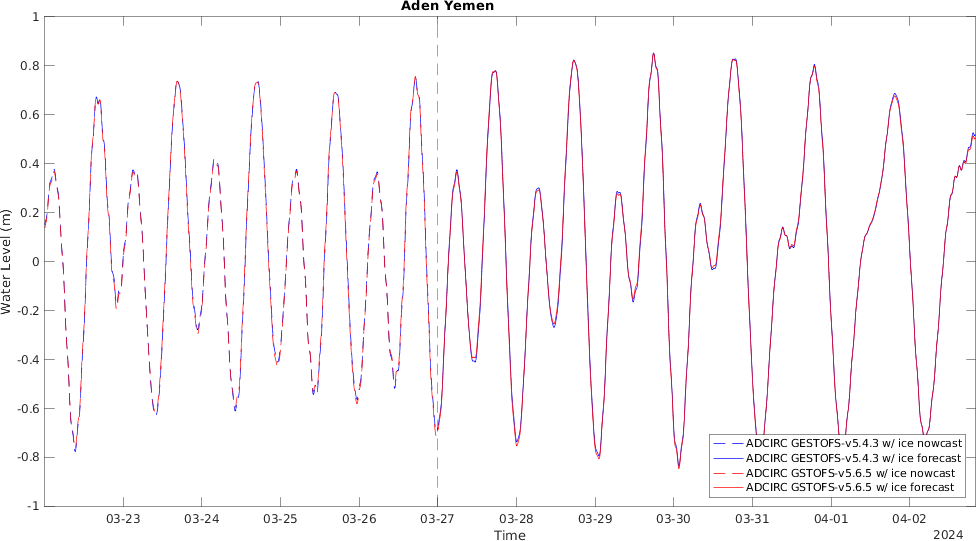 Aden Yemen
1
0.8
0.6
0.4
0.2
0
-0.2
-0.4
-0.6
-0.8
-1
Water Level (m)
ADCIRC GESTOFS-v5.4.3 w/ ice nowcast
ADCIRC GESTOFS-v5.4.3 w/ ice forecast
ADCIRC GSTOFS-v5.6.5 w/ ice nowcast
ADCIRC GSTOFS-v5.6.5 w/ ice forecast
03-23 03-24 03-25 03-26 03-27 03-28 03-29 03-30 03-31 04-01 04-02
Time
2024